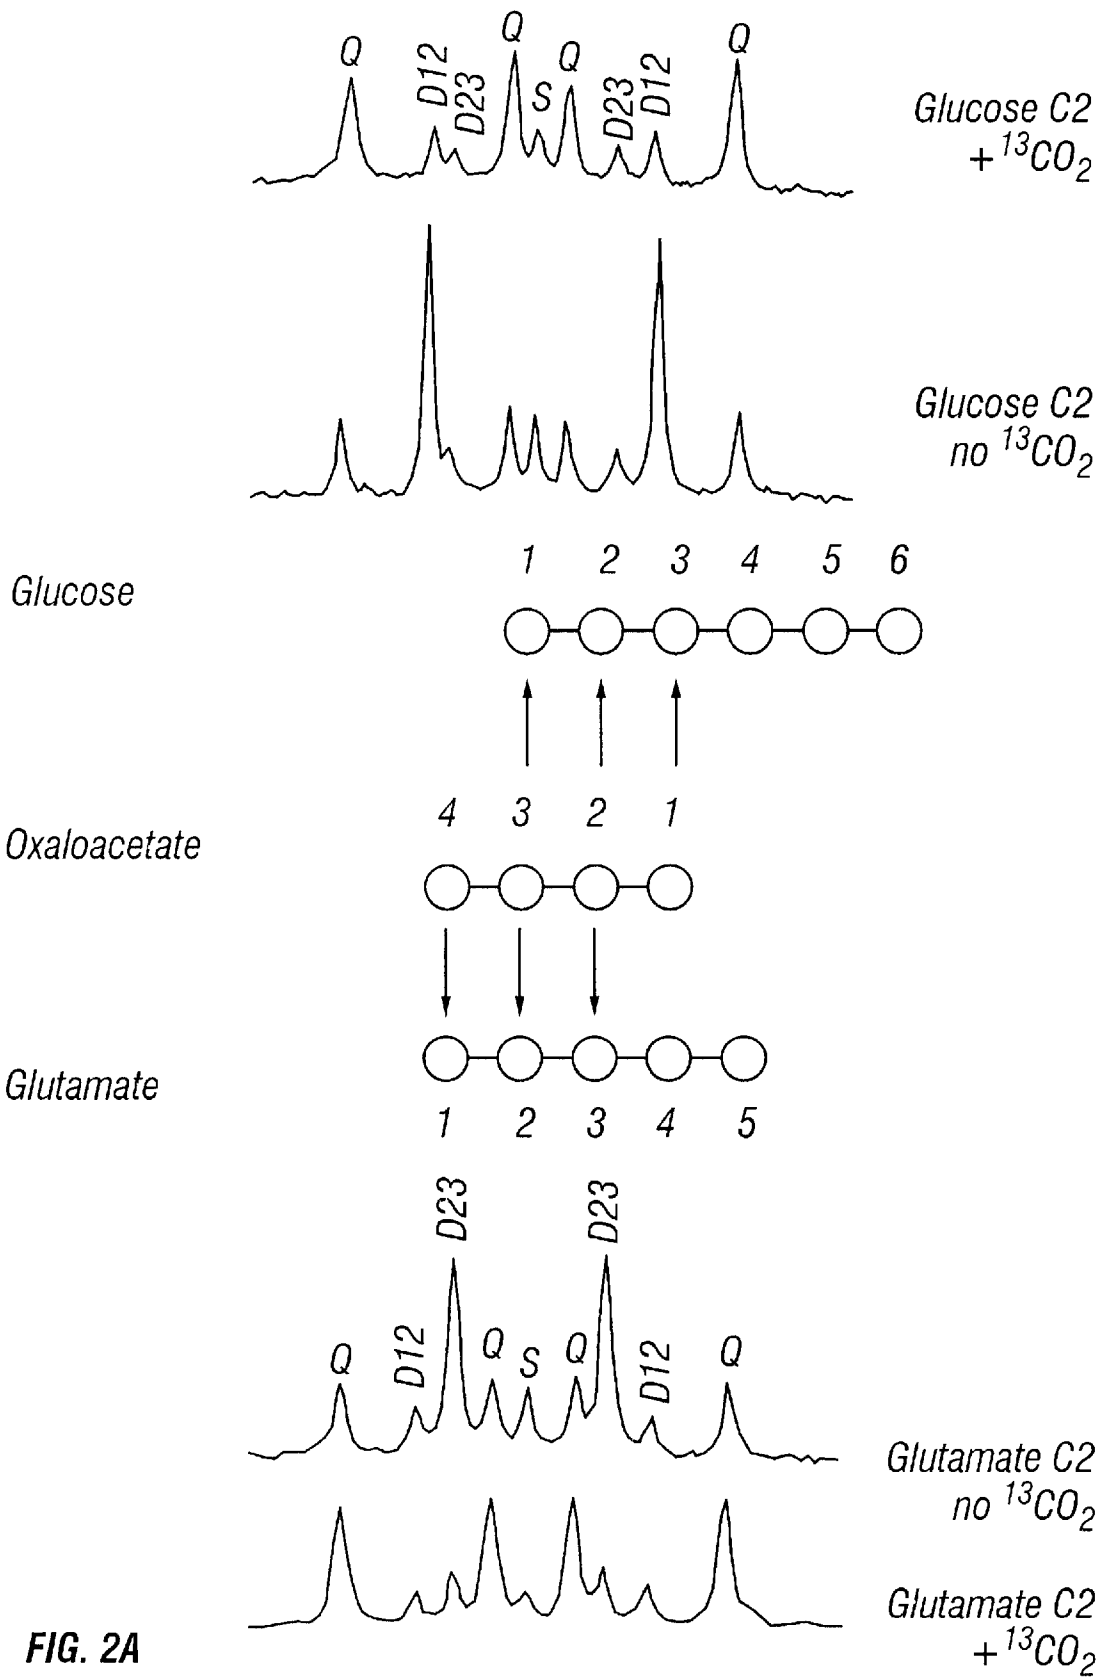 Q D12 D23 Q S Q D23 D12 Q
Glucose C2
+ ¹³CO₂
Glucose C2
no ¹³CO₂
1 2 3 4 5 6
Glucose
4 3 2 1
Oxaloacetate
Glutamate
1 2 3 4 5
Q D12 D23 Q S Q D23 D12 Q
Glutamate C2
no ¹³CO₂
Glutamate C2
+ ¹³CO₂
FIG. 2A